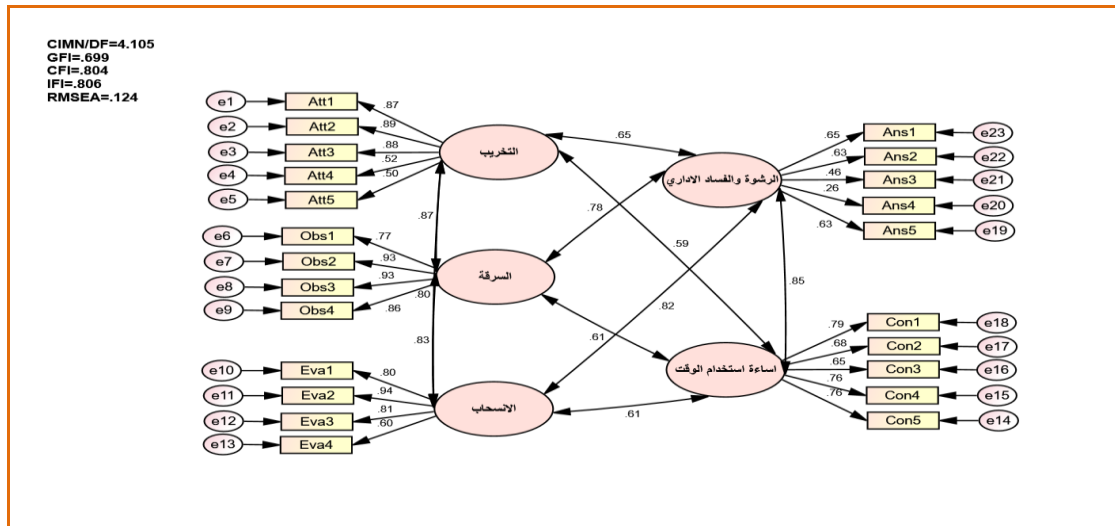 CIMN/DF=4.105
GFI=.699
CFI=.804
IFI=.806
RMSEA=.124
e1
Att1
.87
e2
Att2
.89
e3
Att3
.88
e4
Att4
.52
e5
Att5
.50
التخريب
e6
Obs1
.77
e7
Obs2
.93
e8
Obs3
.93
e9
Obs4
.86
السرقة
e10
Eva1
.80
e11
Eva2
.94
e12
Eva3
.81
e13
Eva4
.60
الانسحاب
.87
.80
.83
.65
.78
.59
.82
.61
.61
.85
الرشوة والفساد الاداري
.65
Ans1
e23
.63
Ans2
e22
.46
Ans3
e21
.26
Ans4
e20
.63
Ans5
e19
اساءة استخدام الوقت
.79
Con1
e18
.68
Con2
e17
.65
Con3
e16
.76
Con4
e15
.76
Con5
e14